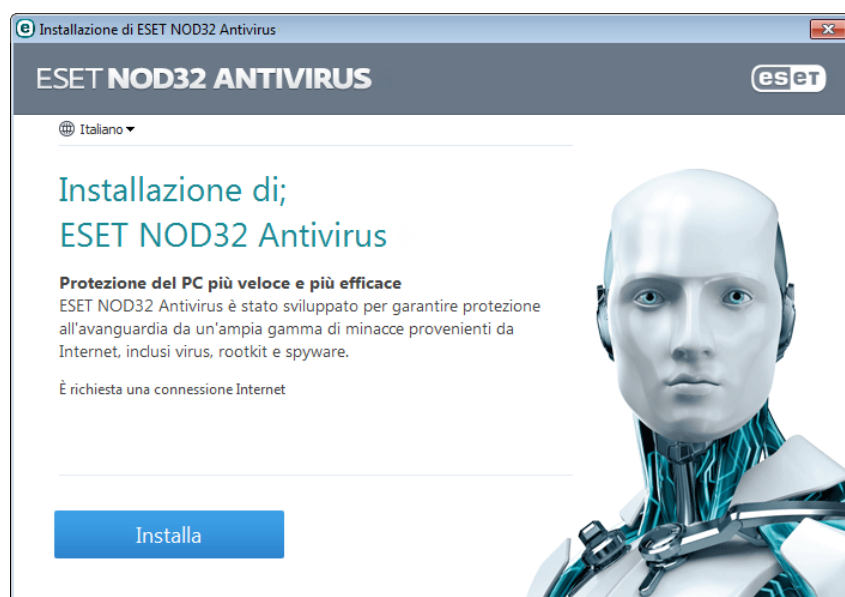 Installazione di ESET NOD32 Antivirus
ESET NOD32 ANTIVIRUS
eseT
Italiano
Installazione di;
ESET NOD32 Antivirus
Protezione del PC più veloce e più efficace
ESET NOD32 Antivirus è stato sviluppato per garantire protezione
all'avanguardia da un'ampia gamma di minacce provenienti da
Internet, inclusi virus, rootkit e spyware.
È richiesta una connessione Internet
Installa